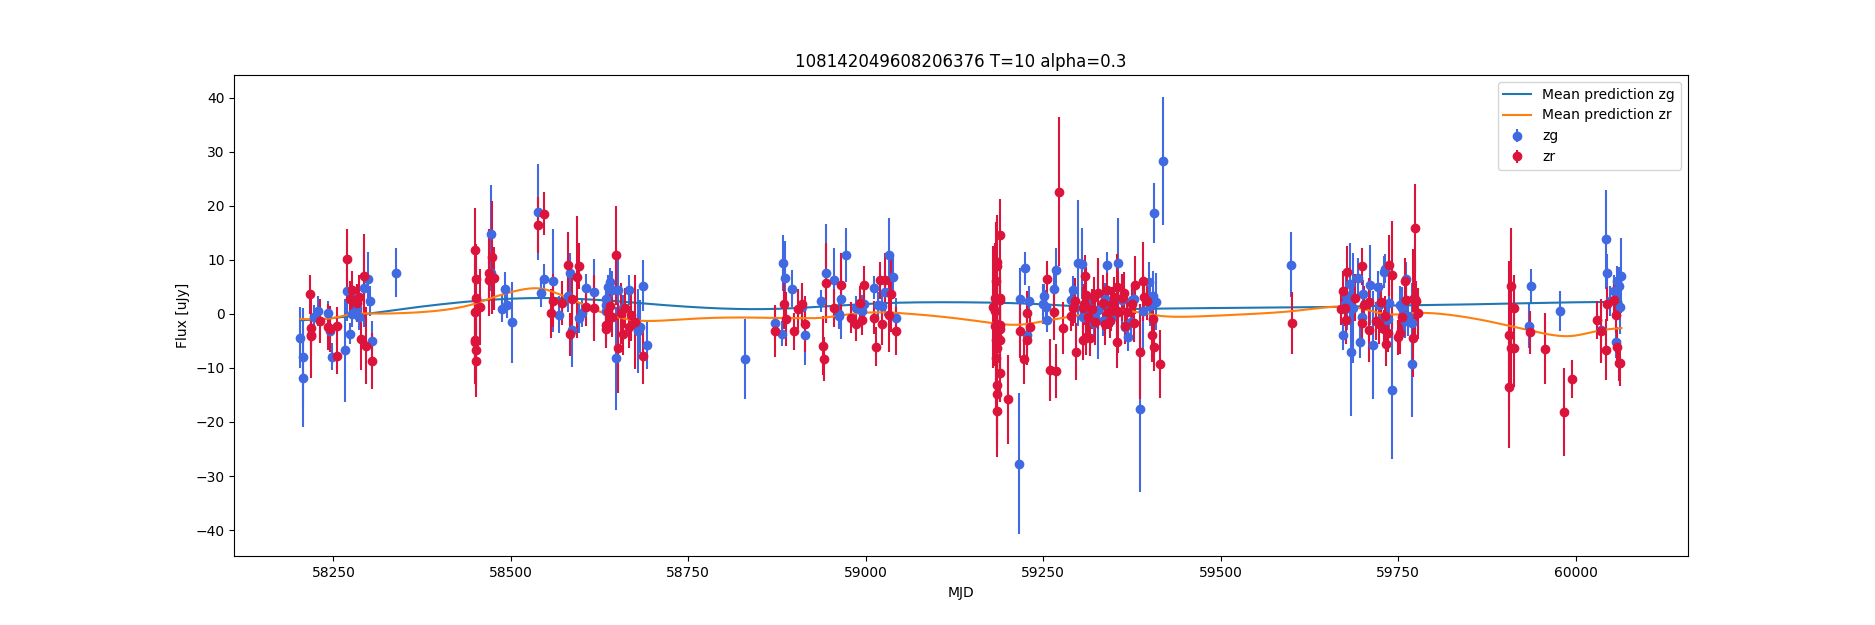 108142049608206376 T=10 alpha=0.3
Mean prediction zg
Mean prediction zr
zg
zr
Flux [uJy]
40
30
20
10
0
−10
−20
−30
−40
58250 58500 58750 59000 59250 59500 59750 60000
MJD